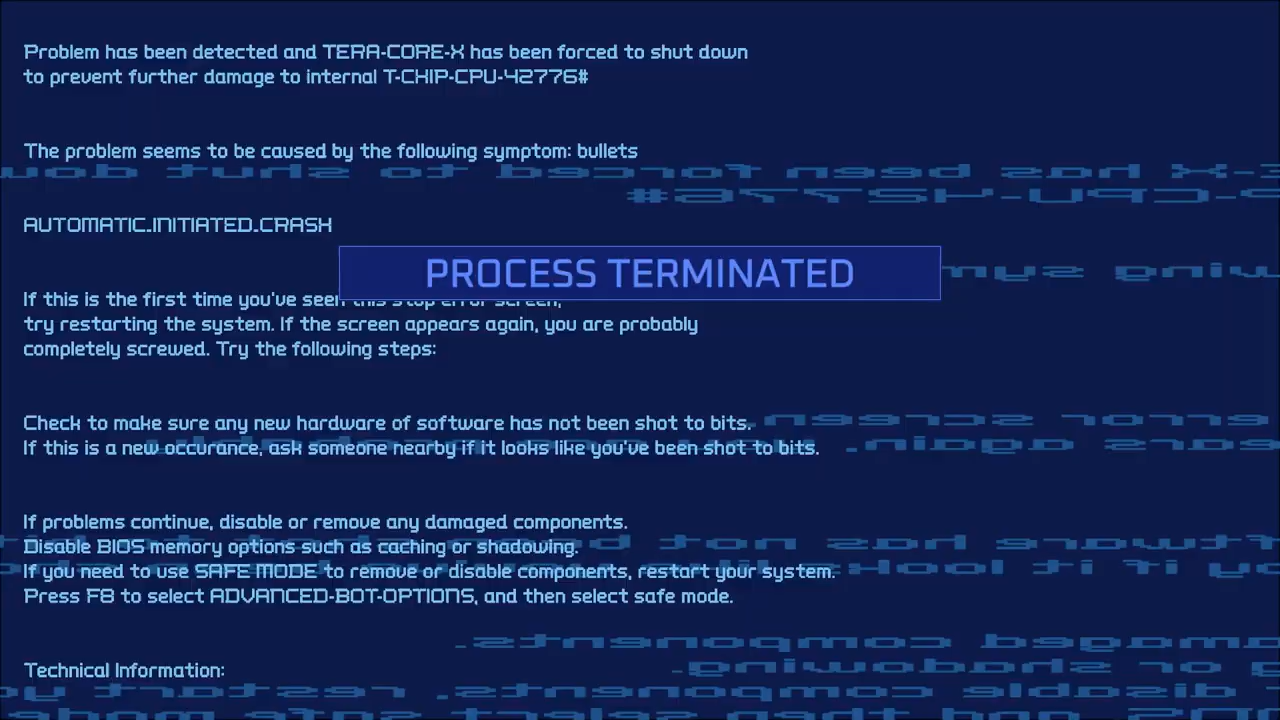 Problem has been detected and TERA-CORE-X has been forced to shut down
to prevent further damage to internal T-CHIP-CPU-42776#
The problem seems to be caused by the following symptom: bullets
AUTOMATIC_INITIATED_CRASH
PROCESS TERMINATED
If this is the first time you've seen this stop error screen,
try restarting the system. If the screen appears again, you are probably
completely screwed. Try the following steps:
Check to make sure any new hardware of software has not been shot to bits.
If this is a new occurance, ask someone nearby if it looks like you've been shot to bits.
If problems continue, disable or remove any damaged components.
Disable BIOS memory options such as caching or shadowing.
If you need to use SAFE MODE to remove or disable components, restart your system.
Press F8 to select ADVANCED-BOT-OPTIONS, and then select safe mode.
Technical Information: